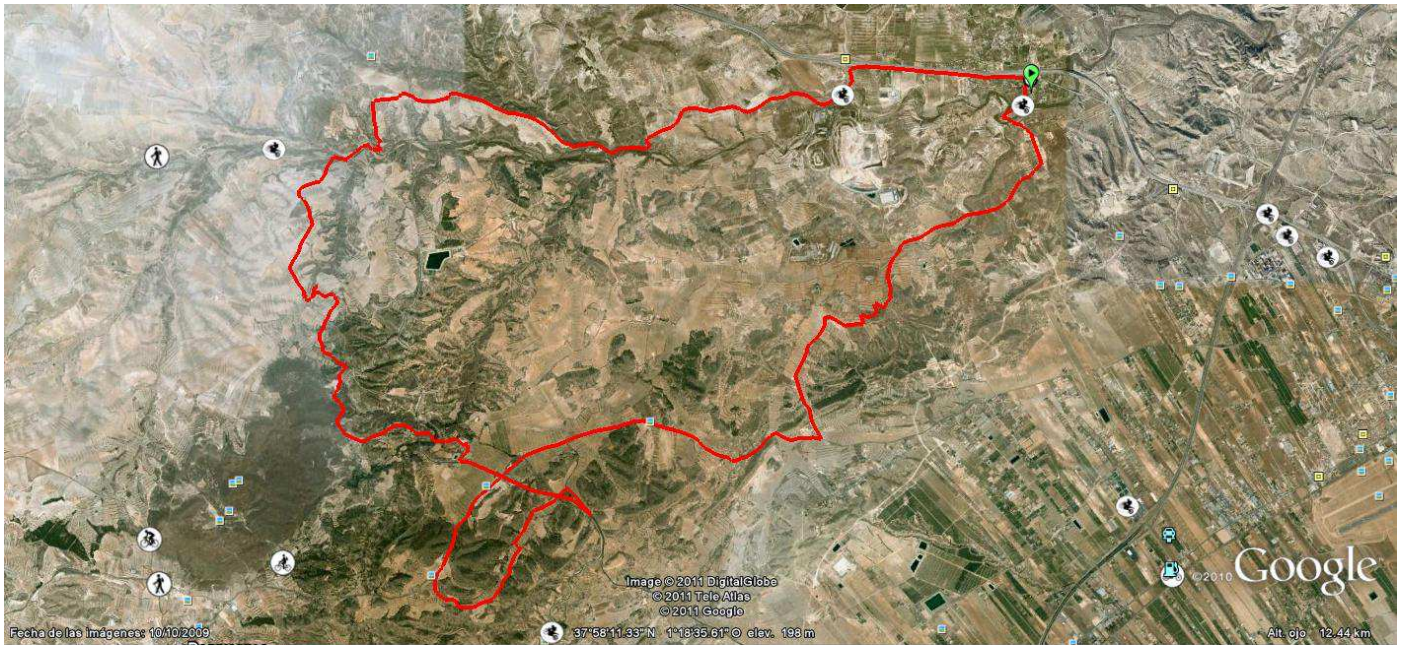 Image © 2011 DigitalGlobe
© 2011 Tele Atlas
© 2011 Google
©2010 Google
Fecha de las imágenes: 10/10/2009
37°58'11.33" N 1°18'35.61" O elev. 198 m
Alt. ojo 12.44 km